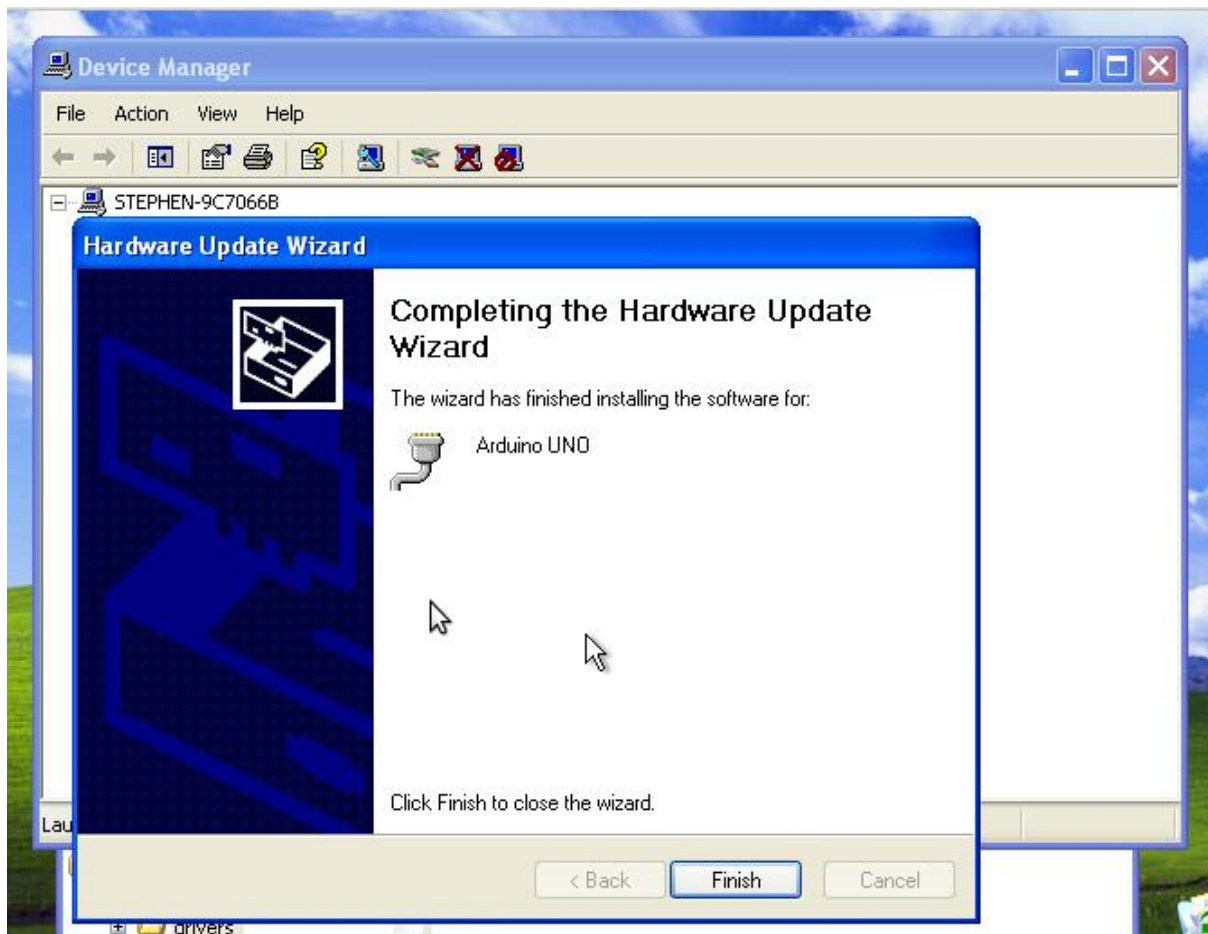 Device Manager
File Action View Help
STEPHEN-9C7066B
Hardware Update Wizard
Completing the Hardware Update
Wizard
The wizard has finished installing the software for:
Arduino UNO
Click Finish to close the wizard.
Lau
< Back Finish Cancel
drivers